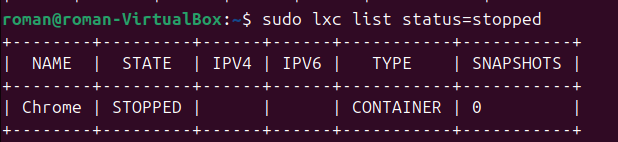 roman@roman-VirtualBox:~$ sudo lxc list status=stopped
+--------+---------+------+------+-----------+-----------+
|  NAME  |  STATE  | IPV4 | IPV6 |   TYPE    | SNAPSHOTS |
+--------+---------+------+------+-----------+-----------+
| Chrome | STOPPED |      |      | CONTAINER | 0         |
+--------+---------+------+------+-----------+-----------+